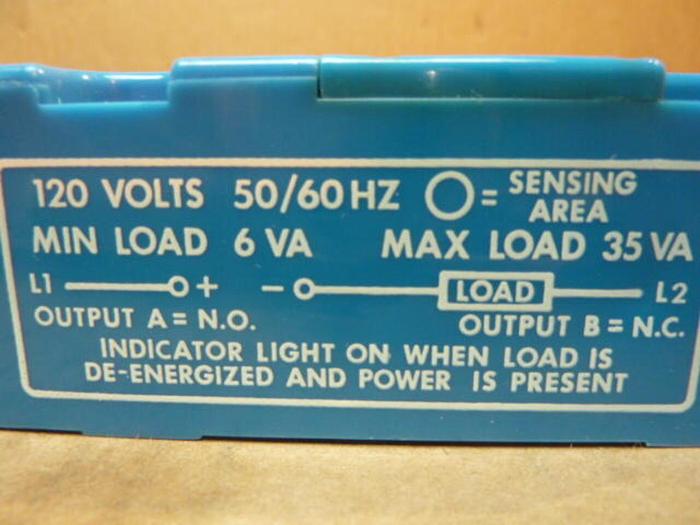 120 VOLTS 50/60 HZ = SENSING AREA
MIN LOAD 6 VA MAX LOAD 35 VA
L1 + - LOAD L2
OUTPUT A = N.O. OUTPUT B = N.C.
INDICATOR LIGHT ON WHEN LOAD IS
DE-ENERGIZED AND POWER IS PRESENT